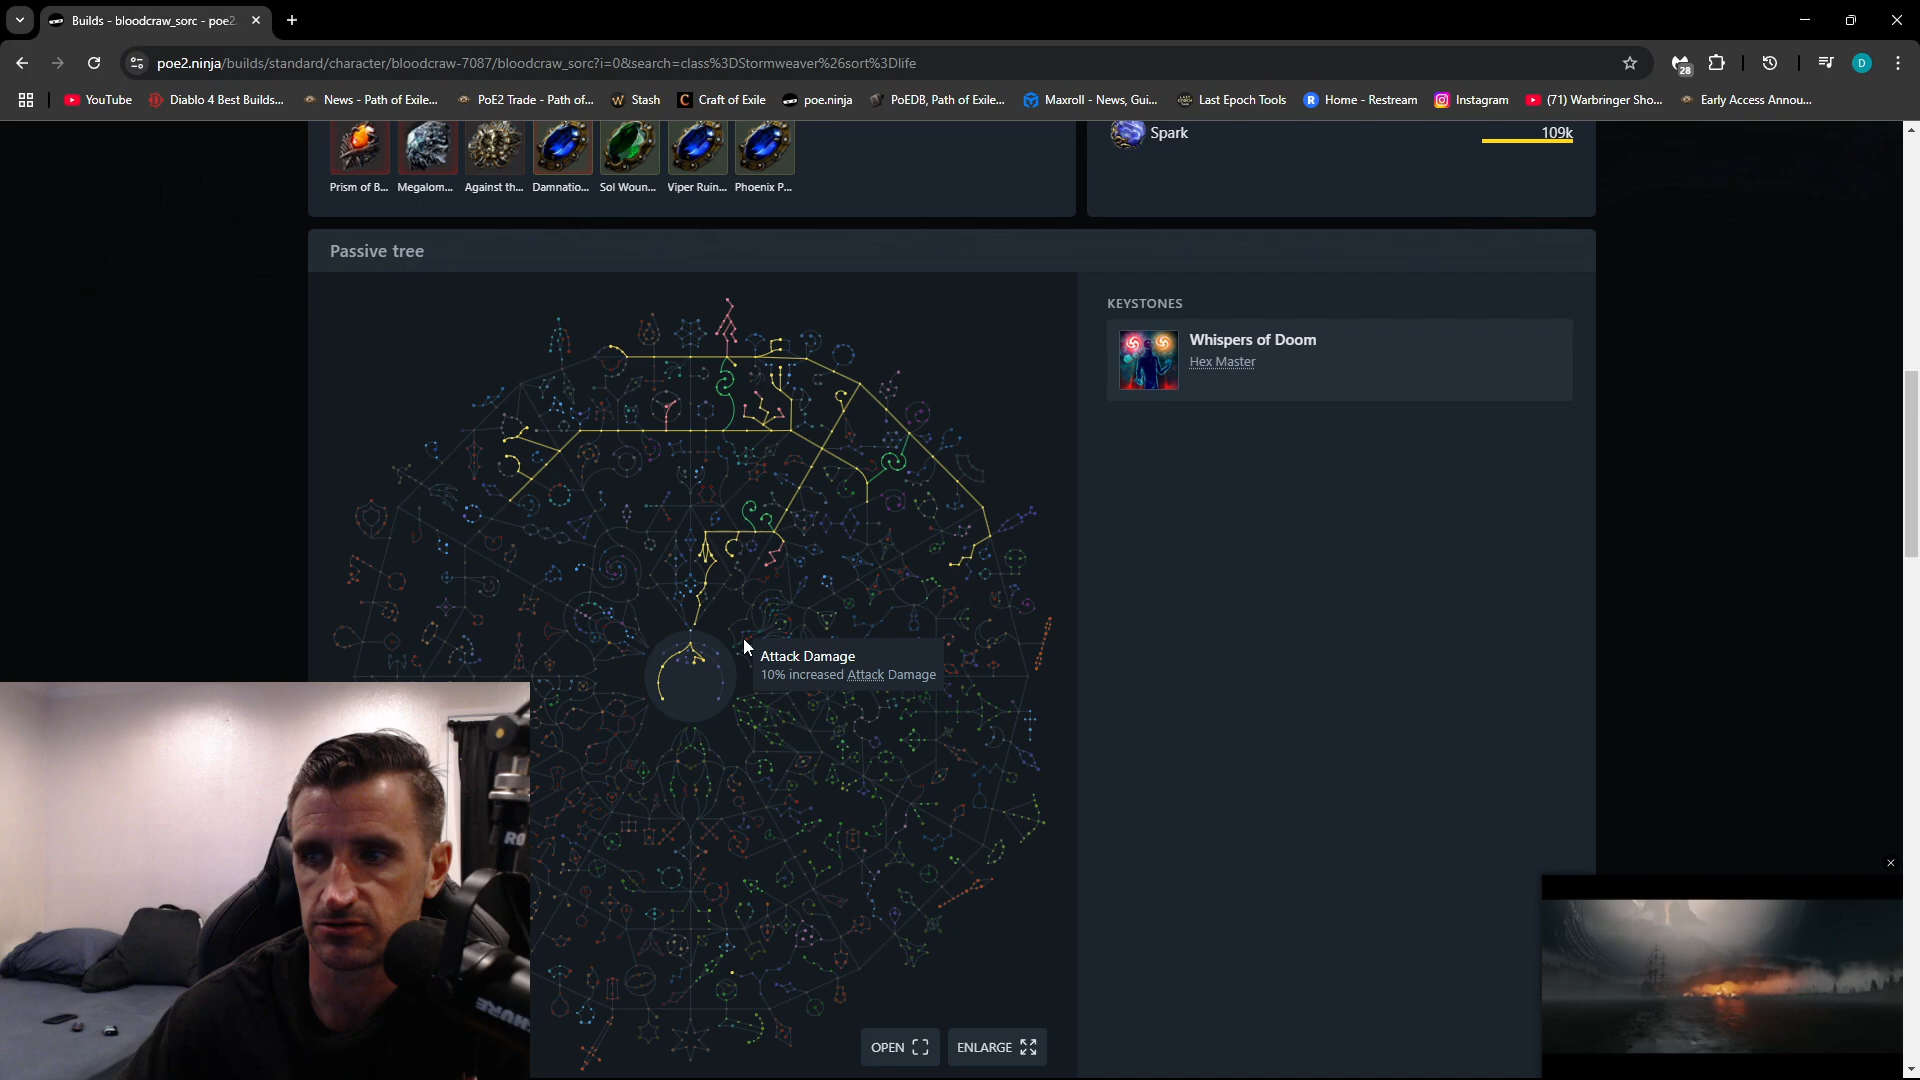 Builds - bloodcraw_sorc - poe2
poe2.ninja/builds/standard/character/bloodcraw-7087/bloodcraw_sorc?i=0&search=class%3DStormweaver%26sort%3Dlife
28
D
YouTube
Diablo 4 Best Builds...
News - Path of Exile...
PoE2 Trade - Path of...
Stash
Craft of Exile
poe.ninja
PoEDB, Path of Exile...
Maxroll - News, Gui...
Last Epoch Tools
Home - Restream
Instagram
(71) Warbringer Sho...
Early Access Annou...
Prism of B...
Megalom...
Against th...
Damnatio...
Sol Woun...
Viper Ruin...
Phoenix P...
Spark
109k
Passive tree
KEYSTONES
Whispers of Doom
Hex Master
Attack Damage
10% increased Attack Damage
OPEN
ENLARGE